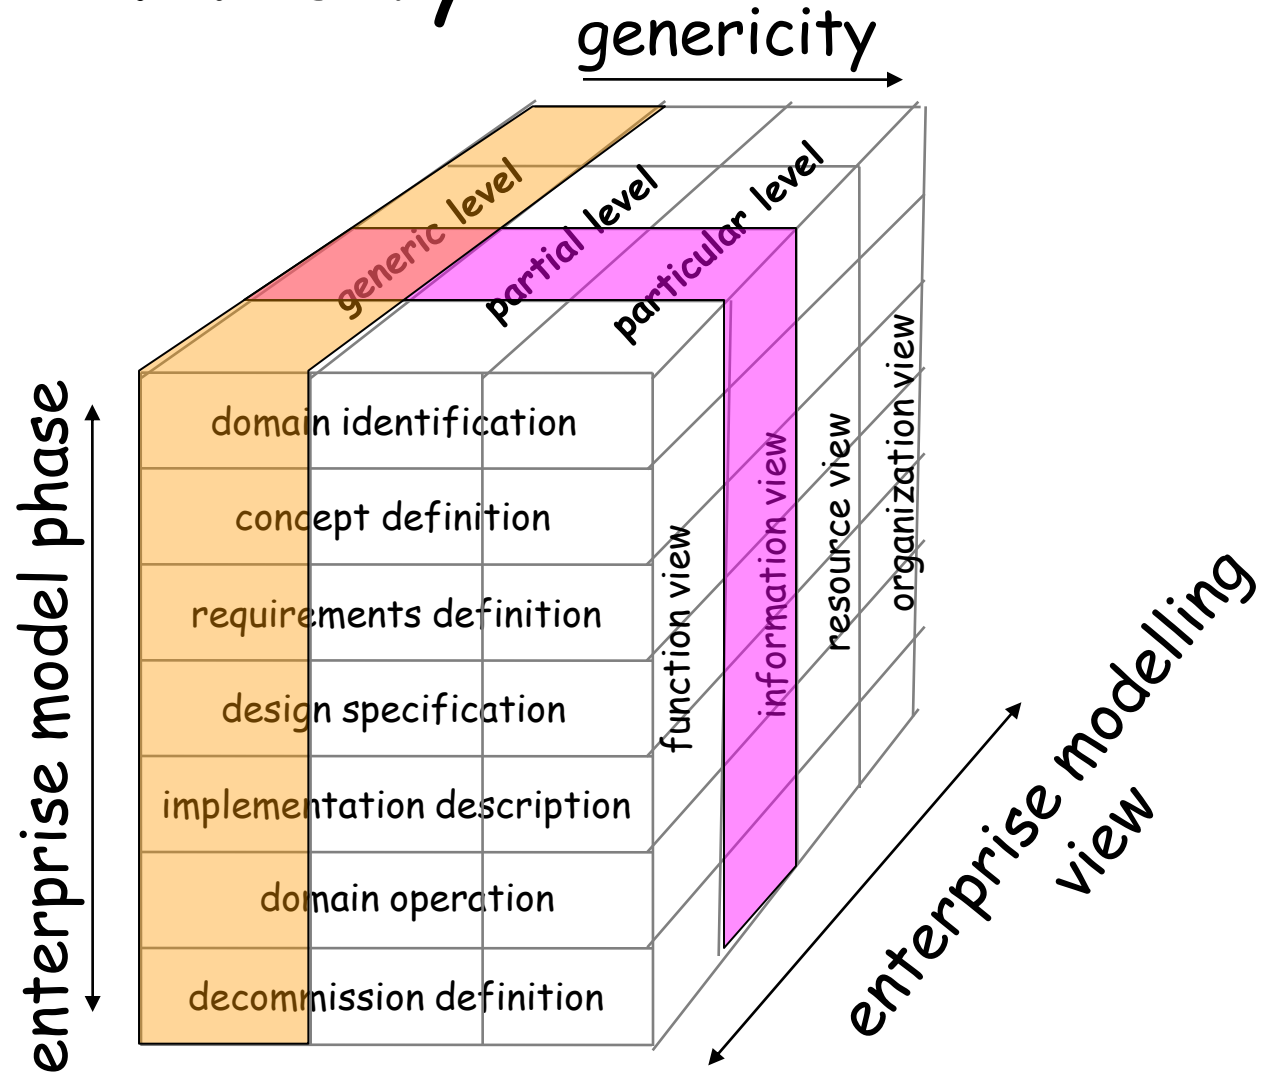 genericity
generic level
partial level
particular level
enterprise model phase
domain identification
concept definition
requirements definition
design specification
implementation description
domain operation
decommission definition
function view
information view
resource view
organization view
enterprise modelling
view